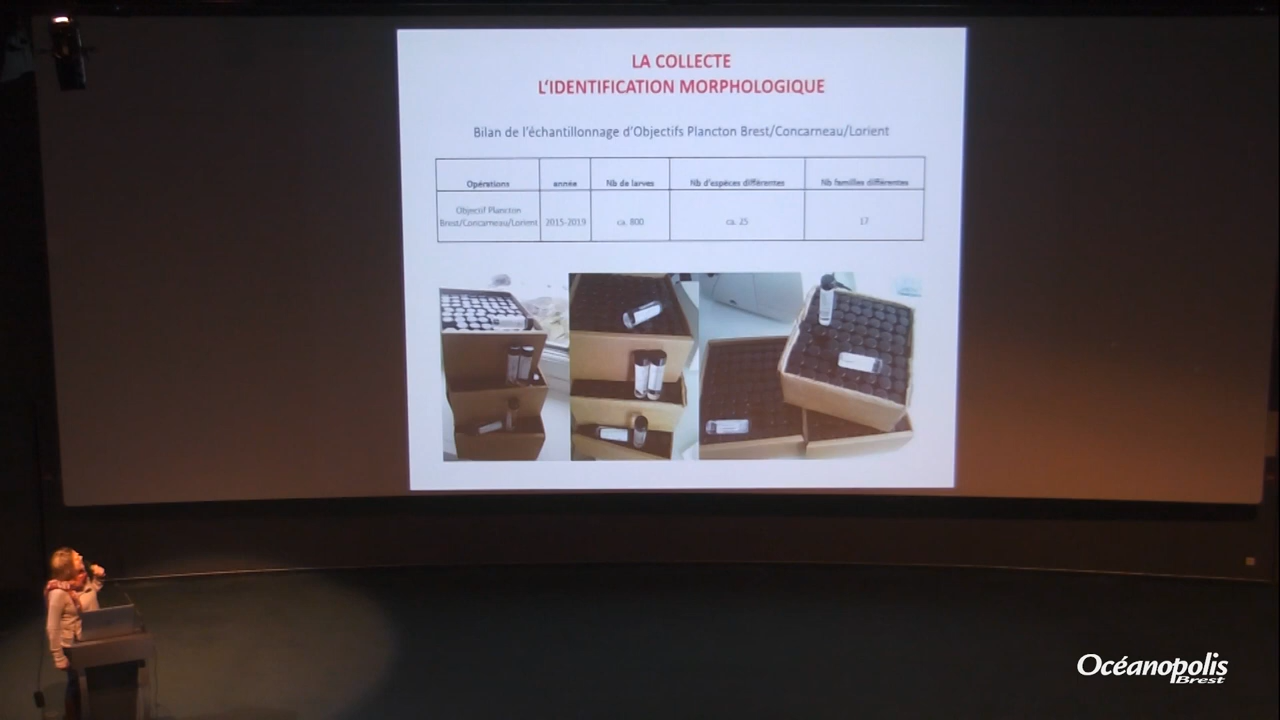 LA COLLECTE
L'IDENTIFICATION MORPHOLOGIQUE
Bilan de l'échantillonnage d'Objectifs Plancton Brest/Concarneau/Lorient
Opérations année Nb de larves Nb d'espèces différentes Nb familles différentes
Objectif Plancton
Brest/Concarneau/Lorient 2015-2019 ca. 800 ca. 25 17
Océanopolis
Brest